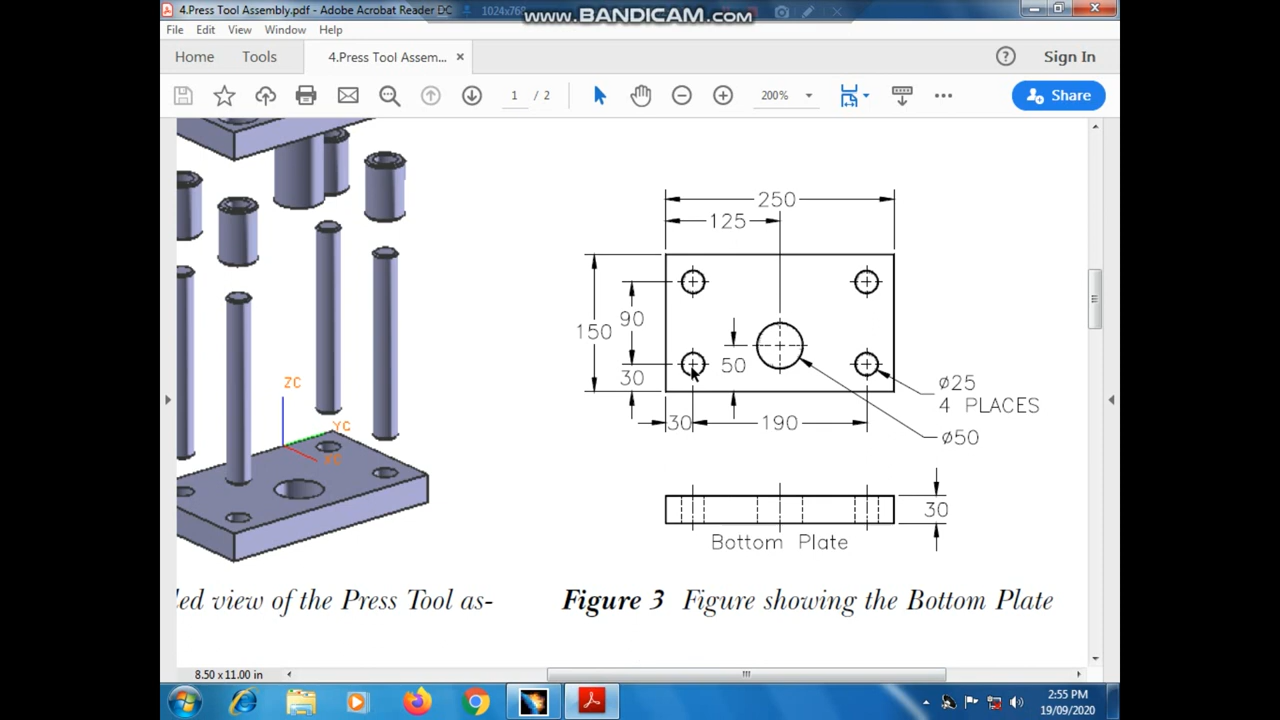 4.Press Tool Assembly.pdf - Adobe Acrobat Reader DC
1024x768
www.BANDICAM.com
File Edit View Window Help
Home Tools 4.Press Tool Assem... × Sign In
1 / 2 200% Share
250
125
150
90
30
50
30
190
ø25
4 PLACES
ø50
30
Bottom Plate
ZC
YC
XC
led view of the Press Tool as-
Figure 3 Figure showing the Bottom Plate
8.50 x 11.00 in
2:55 PM
19/09/2020